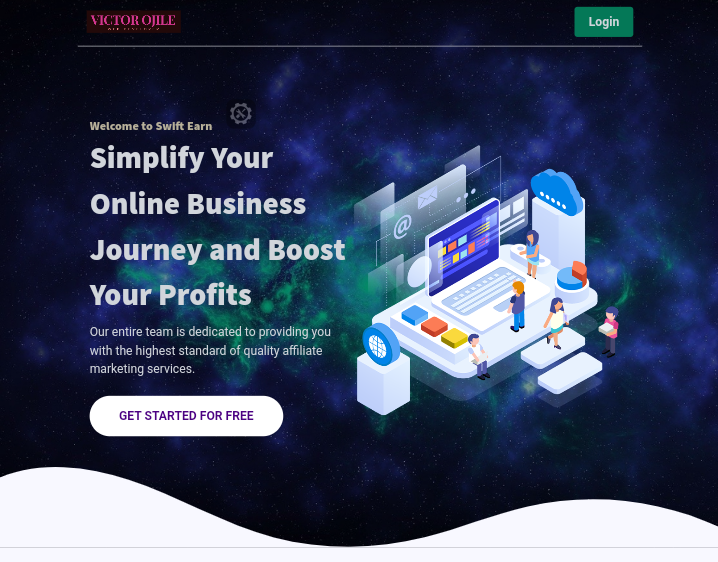 VICTOR OJILE
Login
Welcome to Swift Earn
Simplify Your
Online Business
Journey and Boost
Your Profits
Our entire team is dedicated to providing you
with the highest standard of quality affiliate
marketing services.
GET STARTED FOR FREE
@